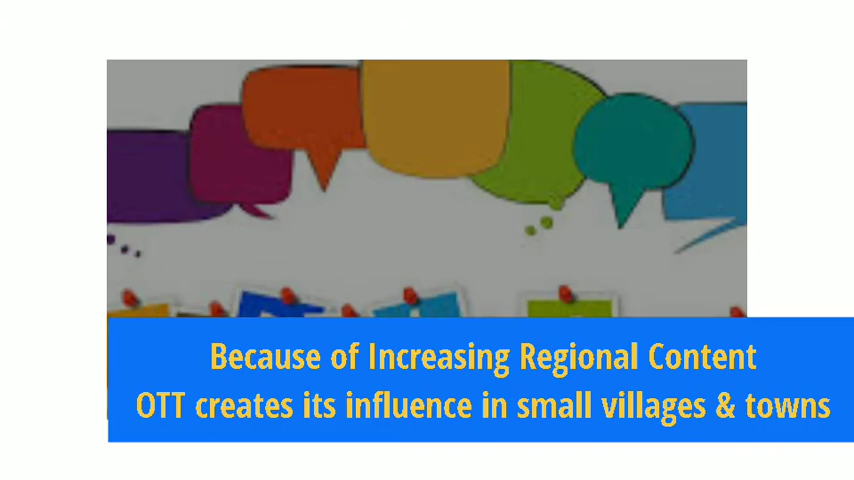 Because of Increasing Regional Content
OTT creates its influence in small villages & towns